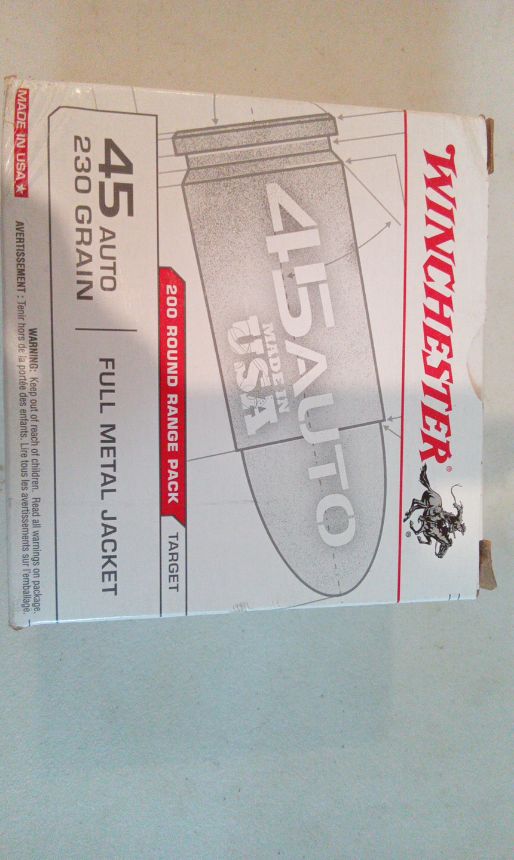 WINCHESTER®
®
45AUTO
MADE IN
USA
200 ROUND RANGE PACK TARGET
45 AUTO
230 GRAIN
FULL METAL JACKET
WARNING: Keep out of reach of children. Read all warnings on package.
AVERTISSEMENT : Tenir hors de la portée des enfants. Lire tous les avertissements sur l'emballage.
MADE IN USA ★